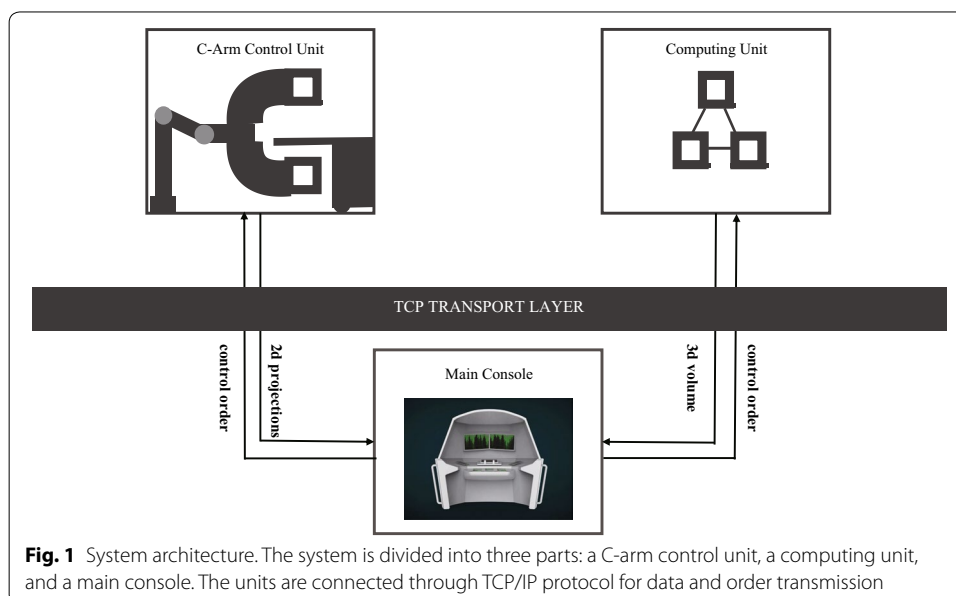 C-Arm Control Unit
Computing Unit
TCP TRANSPORT LAYER
control order
2d projections
3d volume
control order
Main Console
Fig. 1 System architecture. The system is divided into three parts: a C-arm control unit, a computing unit,
and a main console. The units are connected through TCP/IP protocol for data and order transmission